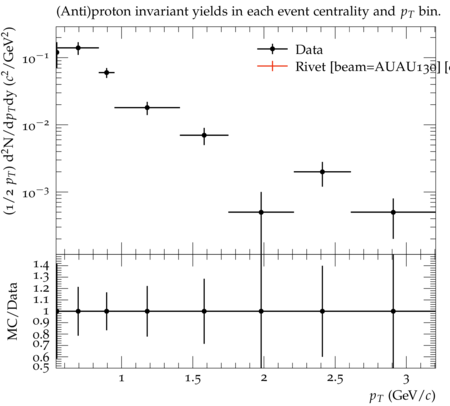 (Anti)proton invariant yields in each event centrality and p_T bin.
(1/2 p_T) d²N/dp_Tdy (c²/GeV²)
10⁻¹
10⁻²
10⁻³
Data
Rivet [beam=AUAU130] [c
MC/Data
1.4
1.3
1.2
1.1
1
0.9
0.8
0.7
0.6
0.5
1 1.5 2 2.5 3
p_T (GeV/c)